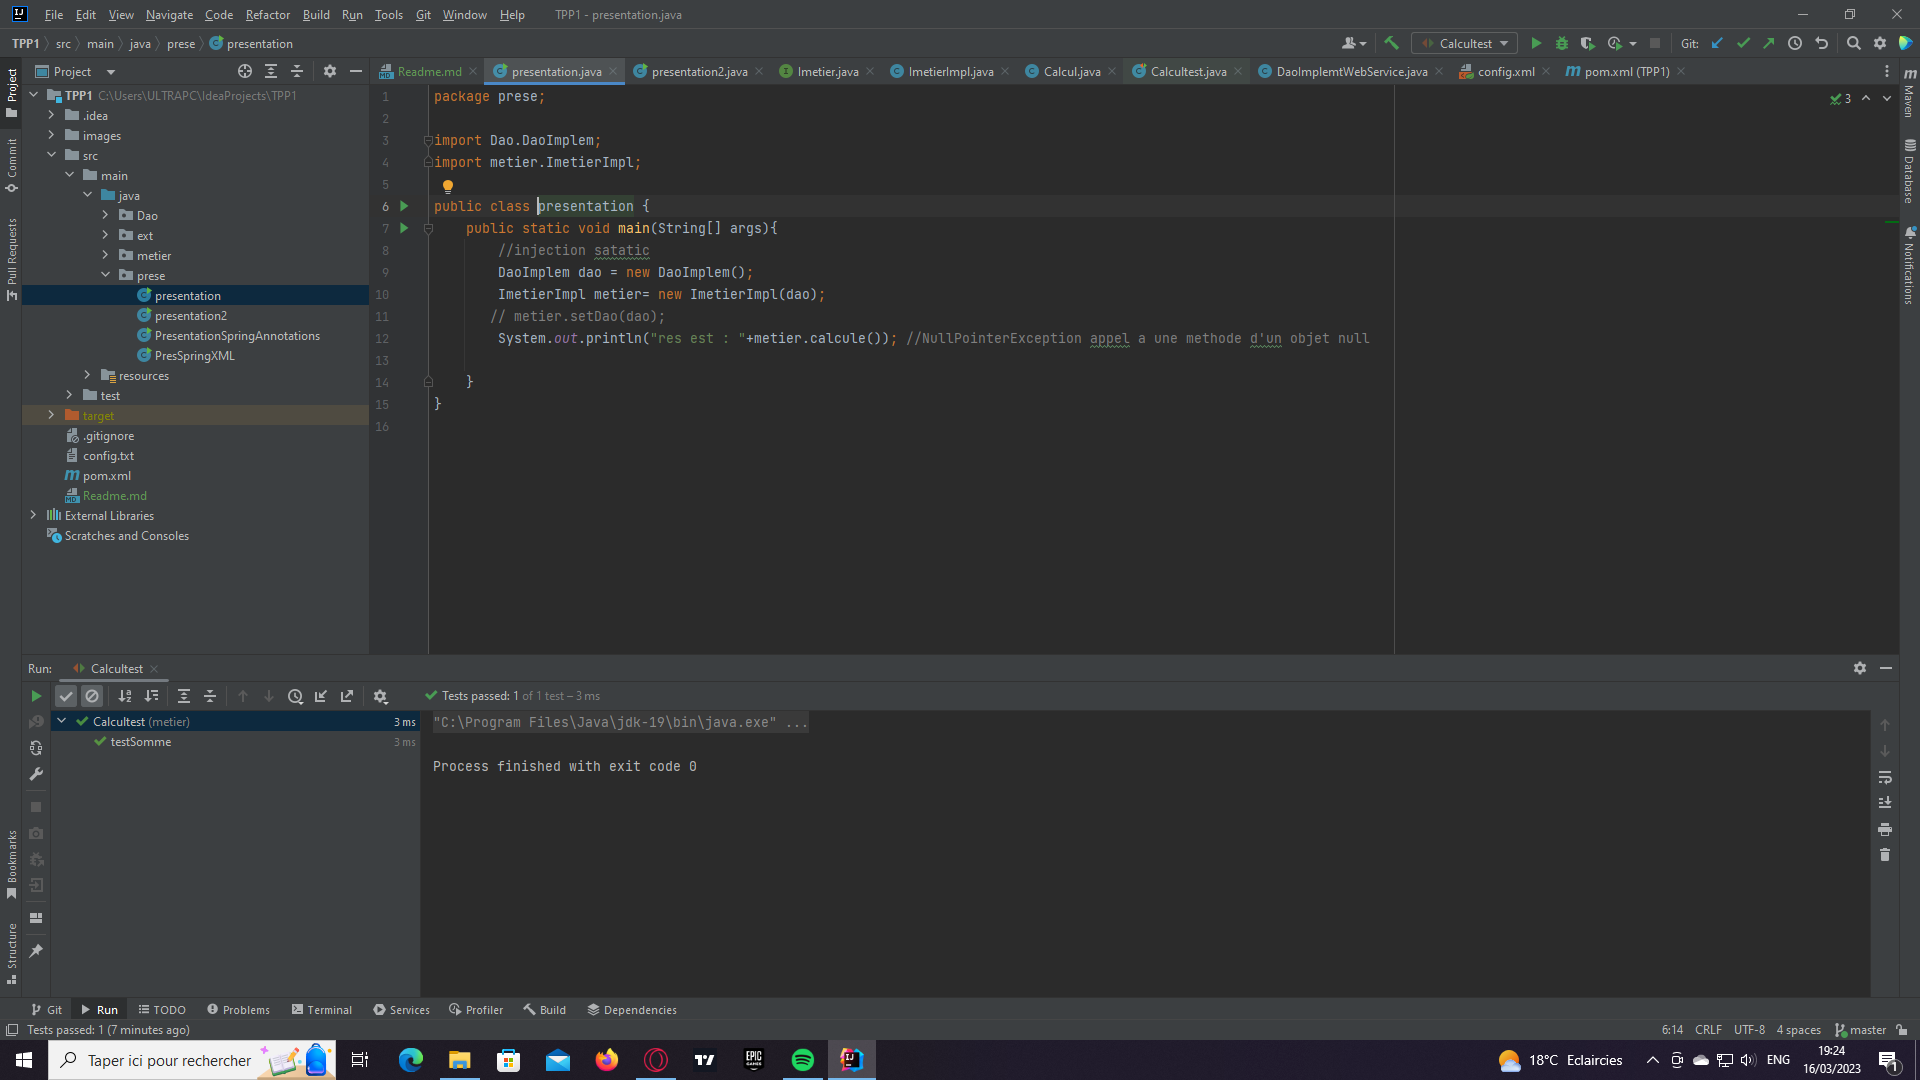 File Edit View Navigate Code Refactor Build Run Tools Git Window Help TPP1 - presentation.java
TPP1 src main java prese presentation Calcultest Git:
Project
Readme.md presentation.java presentation2.java Imetier.java ImetierImpl.java Calcul.java Calcultest.java DaoImplemtWebService.java config.xml pom.xml (TPP1)
TPP1 C:\Users\ULTRAPC\IdeaProjects\TPP1
.idea
images
src
main
java
Dao
ext
metier
prese
presentation
presentation2
PresentationSpringAnnotations
PresSpringXML
resources
test
target
.gitignore
config.txt
pom.xml
Readme.md
External Libraries
Scratches and Consoles
Project
Commit
Pull Requests
Bookmarks
Structure
1 package prese;
2
3 import Dao.DaoImplem;
4 import metier.ImetierImpl;
5
6 public class presentation {
7 public static void main(String[] args){
8 //injection satatic
9 DaoImplem dao = new DaoImplem();
10 ImetierImpl metier= new ImetierImpl(dao);
11 // metier.setDao(dao);
12 System.out.println("res est : "+metier.calcule()); //NullPointerException appel a une methode d'un objet null
13
14 }
15 }
16
3
Maven
Database
Notifications
Run: Calcultest
Tests passed: 1 of 1 test – 3 ms
Calcultest (metier) 3 ms
testSomme 3 ms
"C:\Program Files\Java\jdk-19\bin\java.exe" ...
Process finished with exit code 0
Git Run TODO Problems Terminal Services Profiler Build Dependencies
Tests passed: 1 (7 minutes ago) 6:14 CRLF UTF-8 4 spaces master
Taper ici pour rechercher
EPIC GAMES
18°C Eclaircies ENG
19:24
16/03/2023
1